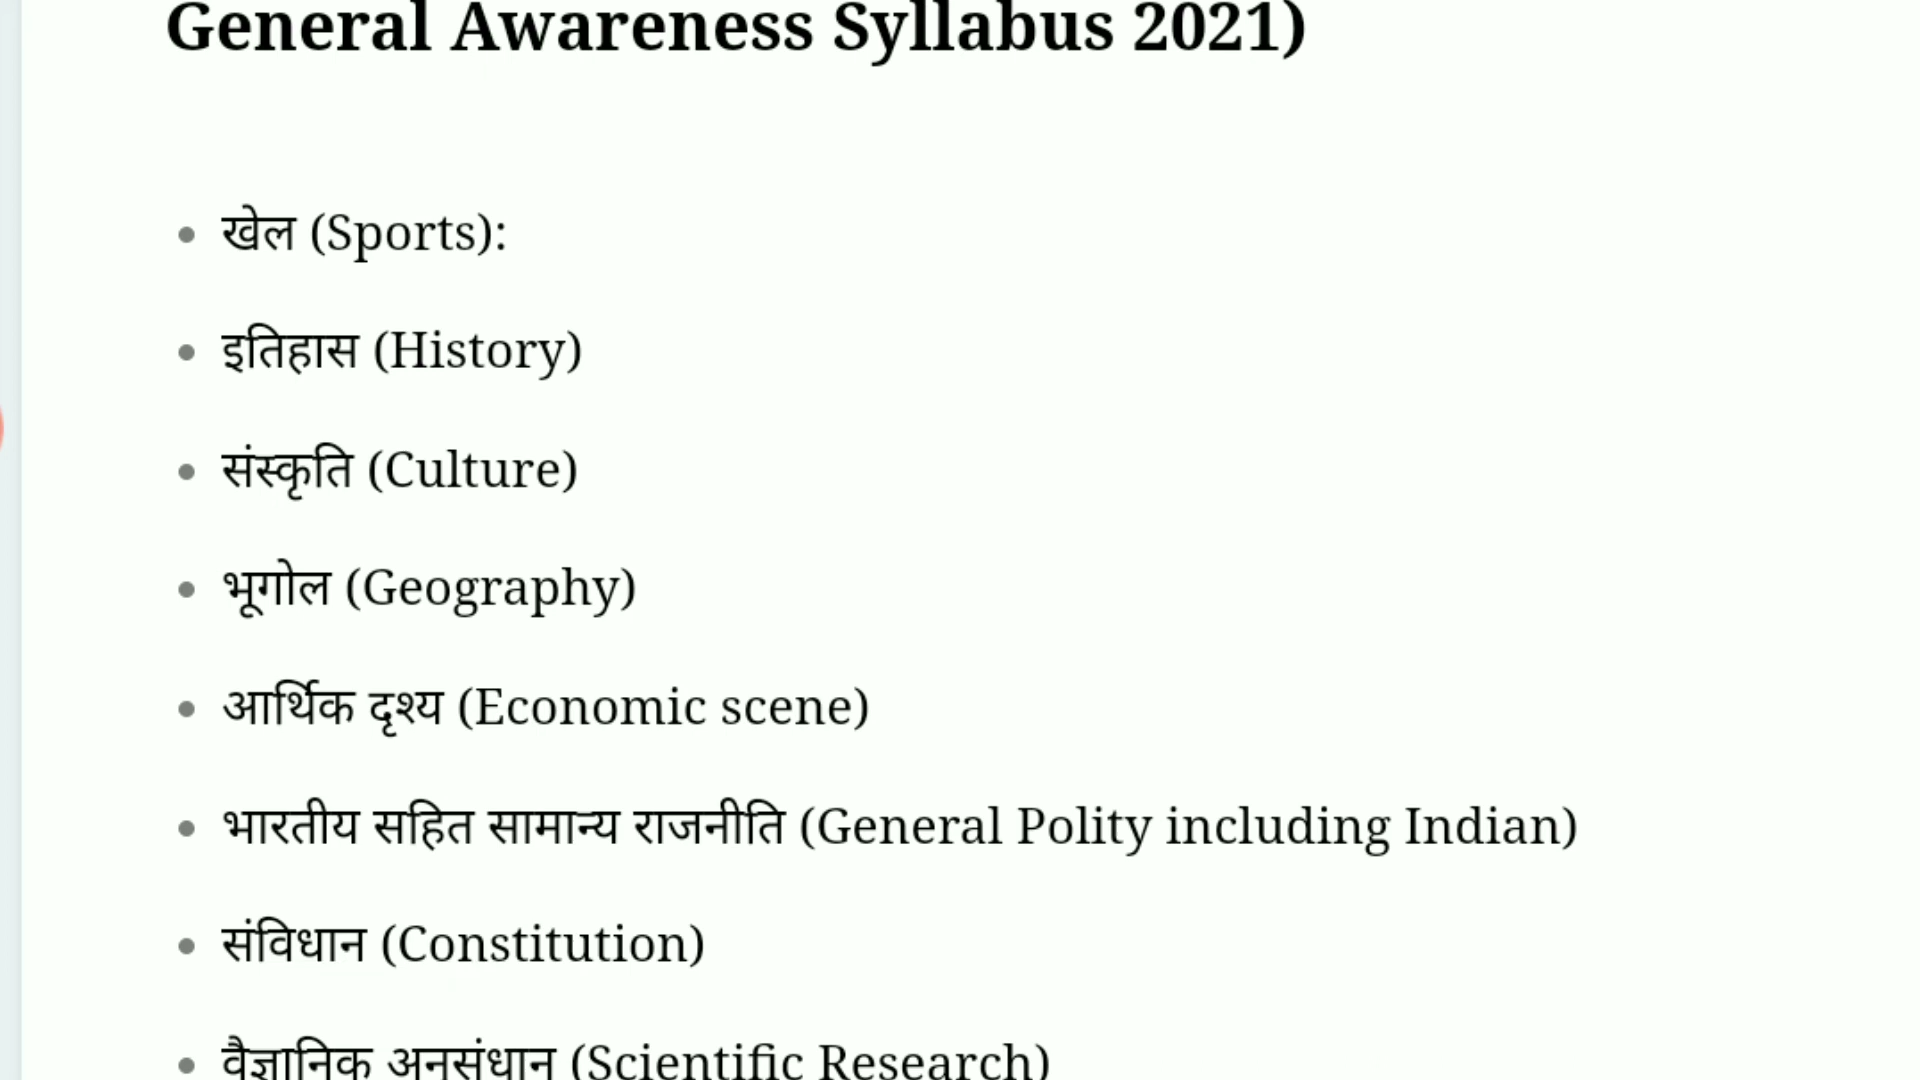 General Awareness Syllabus 2021)
• खेल (Sports):
• इतिहास (History)
• संस्कृति (Culture)
• भूगोल (Geography)
• आर्थिक दृश्य (Economic scene)
• भारतीय सहित सामान्य राजनीति (General Polity including Indian)
• संविधान (Constitution)
• वैज्ञानिक अनुसंधान (Scientific Research)